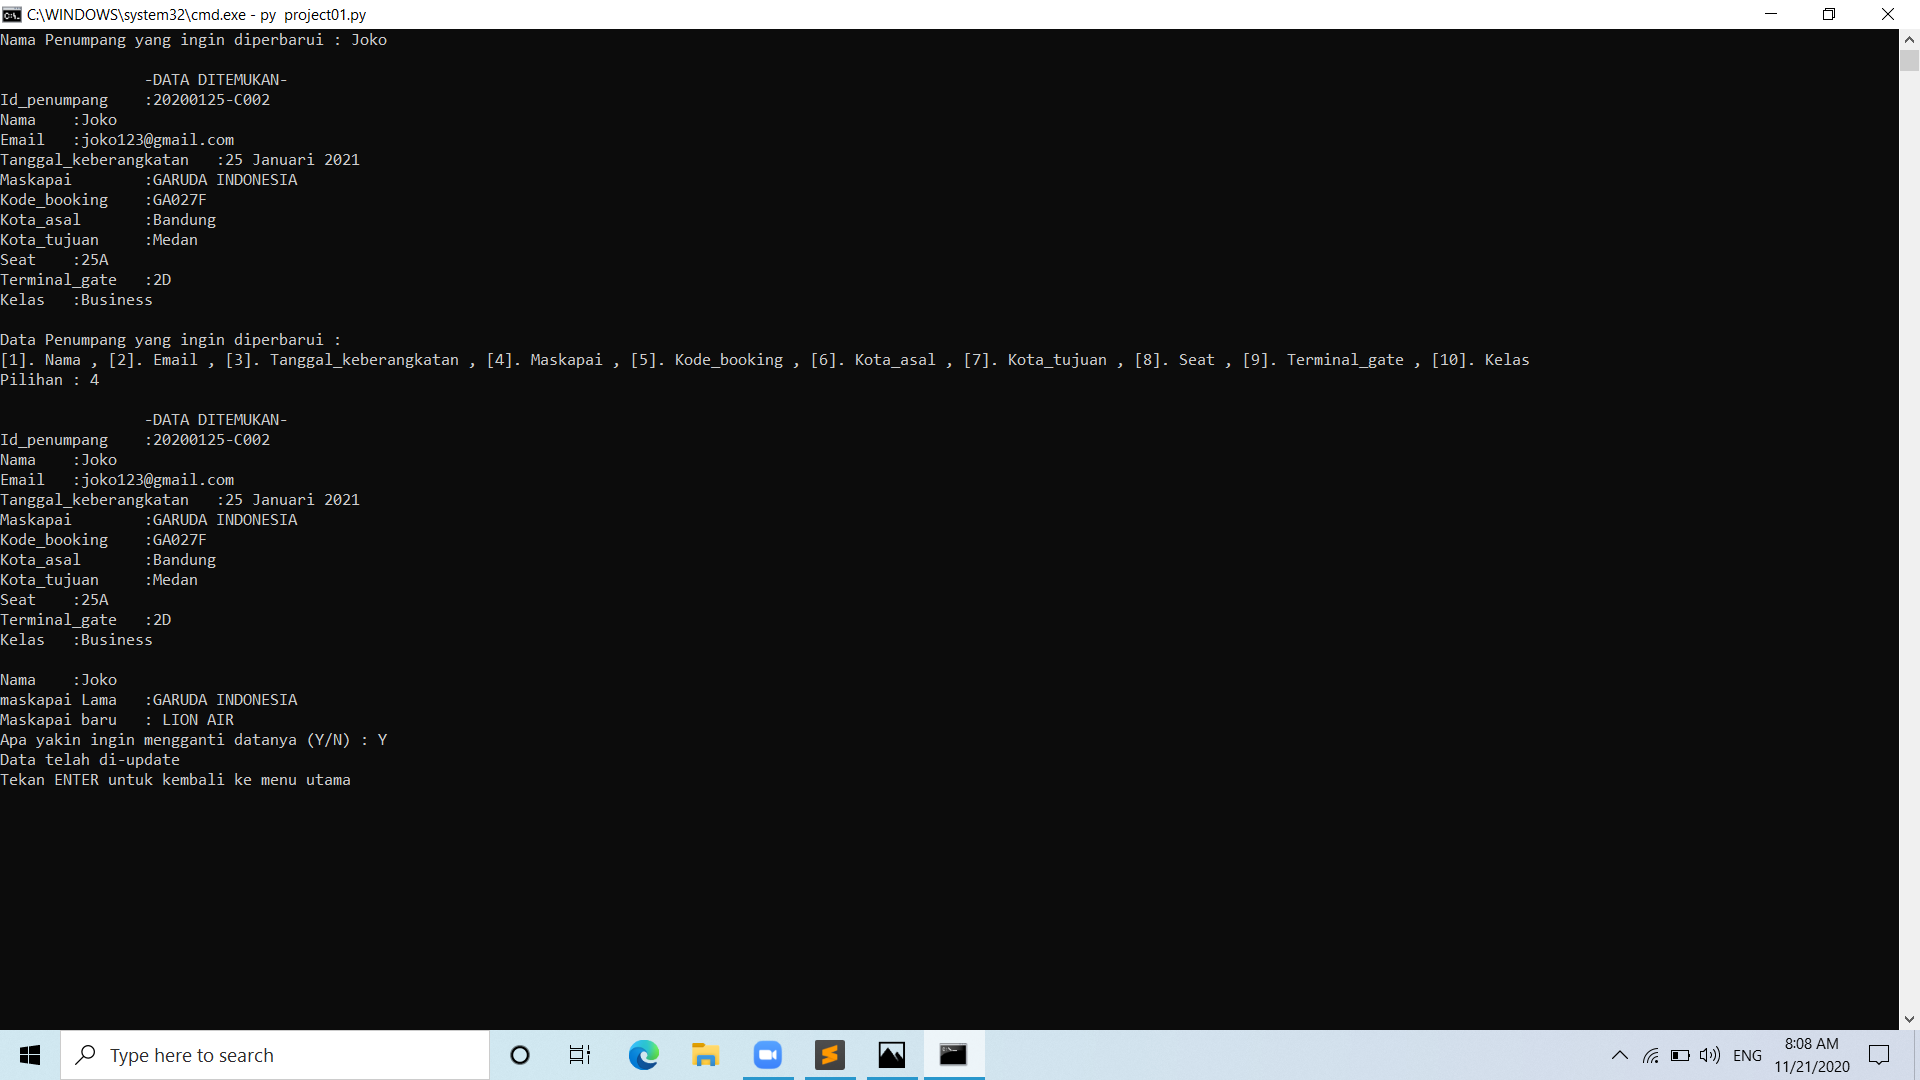 C:\WINDOWS\system32\cmd.exe - py  project01.py
Nama Penumpang yang ingin diperbarui : Joko
-DATA DITEMUKAN-
Id_penumpang    :20200125-C002
Nama    :Joko
Email   :joko123@gmail.com
Tanggal_keberangkatan   :25 Januari 2021
Maskapai        :GARUDA INDONESIA
Kode_booking    :GA027F
Kota_asal       :Bandung
Kota_tujuan     :Medan
Seat    :25A
Terminal_gate   :2D
Kelas   :Business
Data Penumpang yang ingin diperbarui :
[1]. Nama , [2]. Email , [3]. Tanggal_keberangkatan , [4]. Maskapai , [5]. Kode_booking , [6]. Kota_asal , [7]. Kota_tujuan , [8]. Seat , [9]. Terminal_gate , [10]. Kelas
Pilihan : 4
-DATA DITEMUKAN-
Id_penumpang    :20200125-C002
Nama    :Joko
Email   :joko123@gmail.com
Tanggal_keberangkatan   :25 Januari 2021
Maskapai        :GARUDA INDONESIA
Kode_booking    :GA027F
Kota_asal       :Bandung
Kota_tujuan     :Medan
Seat    :25A
Terminal_gate   :2D
Kelas   :Business
Nama    :Joko
maskapai Lama   :GARUDA INDONESIA
Maskapai baru   : LION AIR
Apa yakin ingin mengganti datanya (Y/N) : Y
Data telah di-update
Tekan ENTER untuk kembali ke menu utama
Type here to search
ENG
8:08 AM
11/21/2020